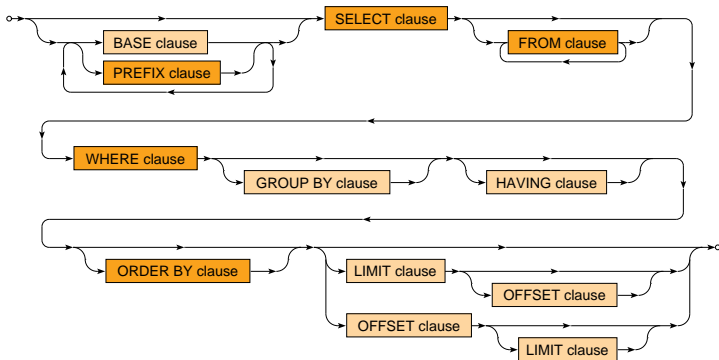 BASE clause
PREFIX clause
SELECT clause
FROM clause
WHERE clause
GROUP BY clause
HAVING clause
ORDER BY clause
LIMIT clause
OFFSET clause
OFFSET clause
LIMIT clause